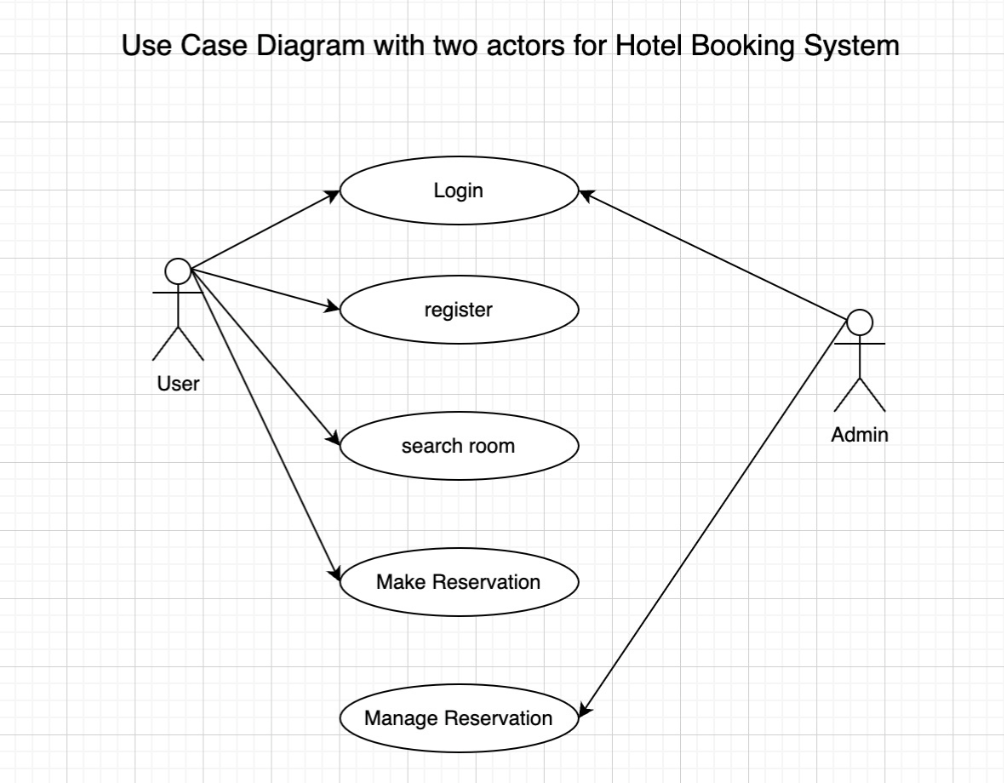 Use Case Diagram with two actors for Hotel Booking System
Login
register
User
Admin
search room
Make Reservation
Manage Reservation